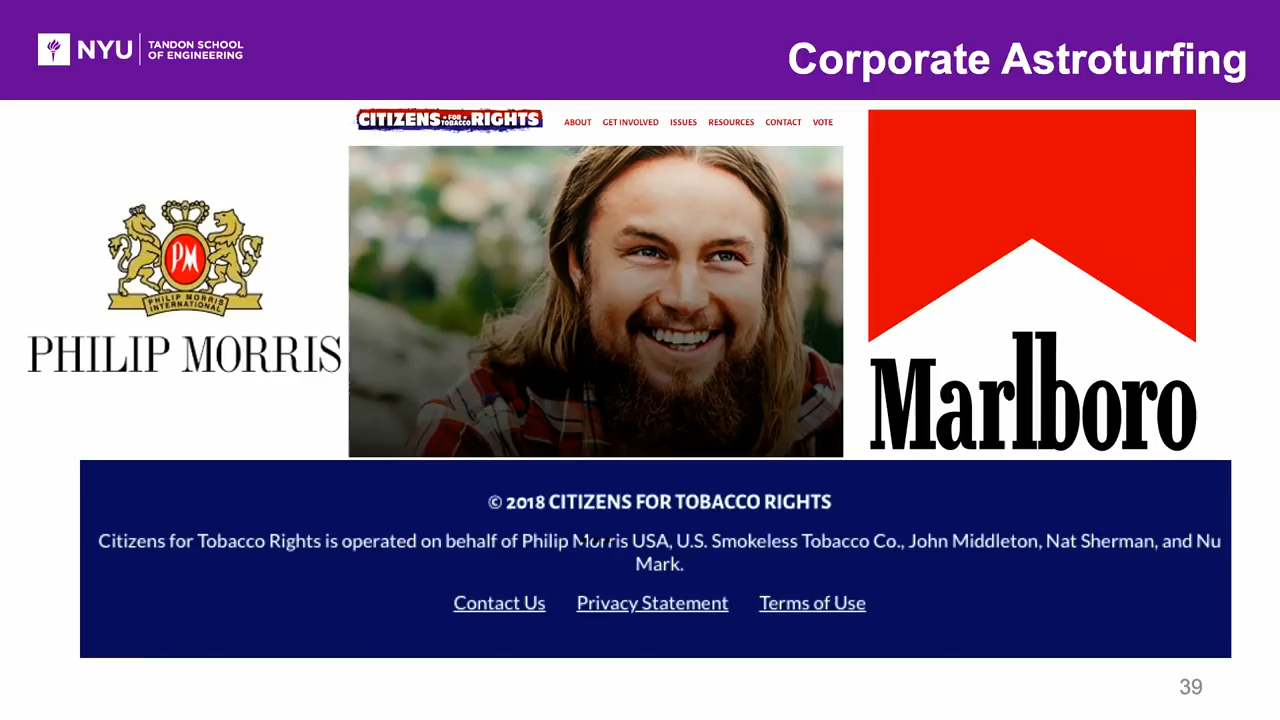 NYU
TANDON SCHOOL
OF ENGINEERING
Corporate Astroturfing
CITIZENS FOR TOBACCO RIGHTS
ABOUT GET INVOLVED ISSUES RESOURCES CONTACT VOTE
PM
PHILIP MORRIS
INTERNATIONAL
PHILIP MORRIS
Marlboro
© 2018 CITIZENS FOR TOBACCO RIGHTS
Citizens for Tobacco Rights is operated on behalf of Philip Morris USA, U.S. Smokeless Tobacco Co., John Middleton, Nat Sherman, and Nu
Mark.
Contact Us Privacy Statement Terms of Use
39